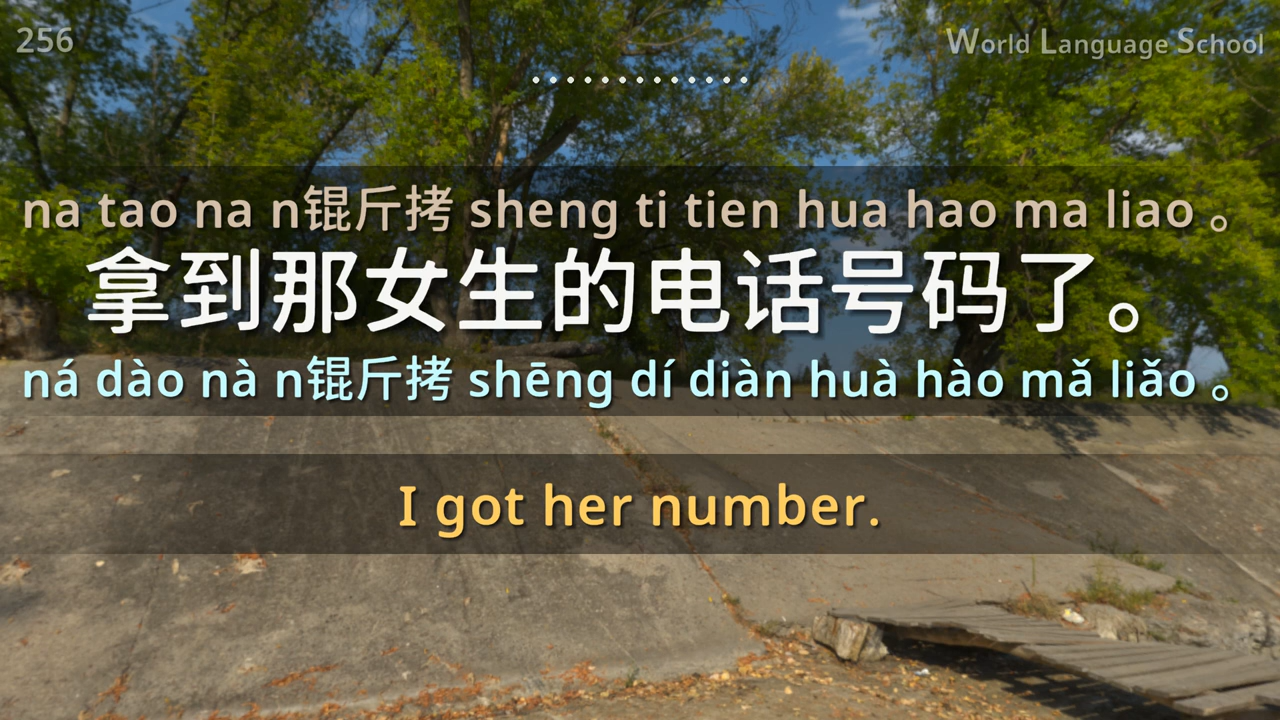 256
World Language School
na tao na n锟斤拷 sheng ti tien hua hao ma liao 。
拿到那女生的电话号码了。
ná dào nà n锟斤拷 shēng dí diàn huà hào mǎ liǎo 。
I got her number.